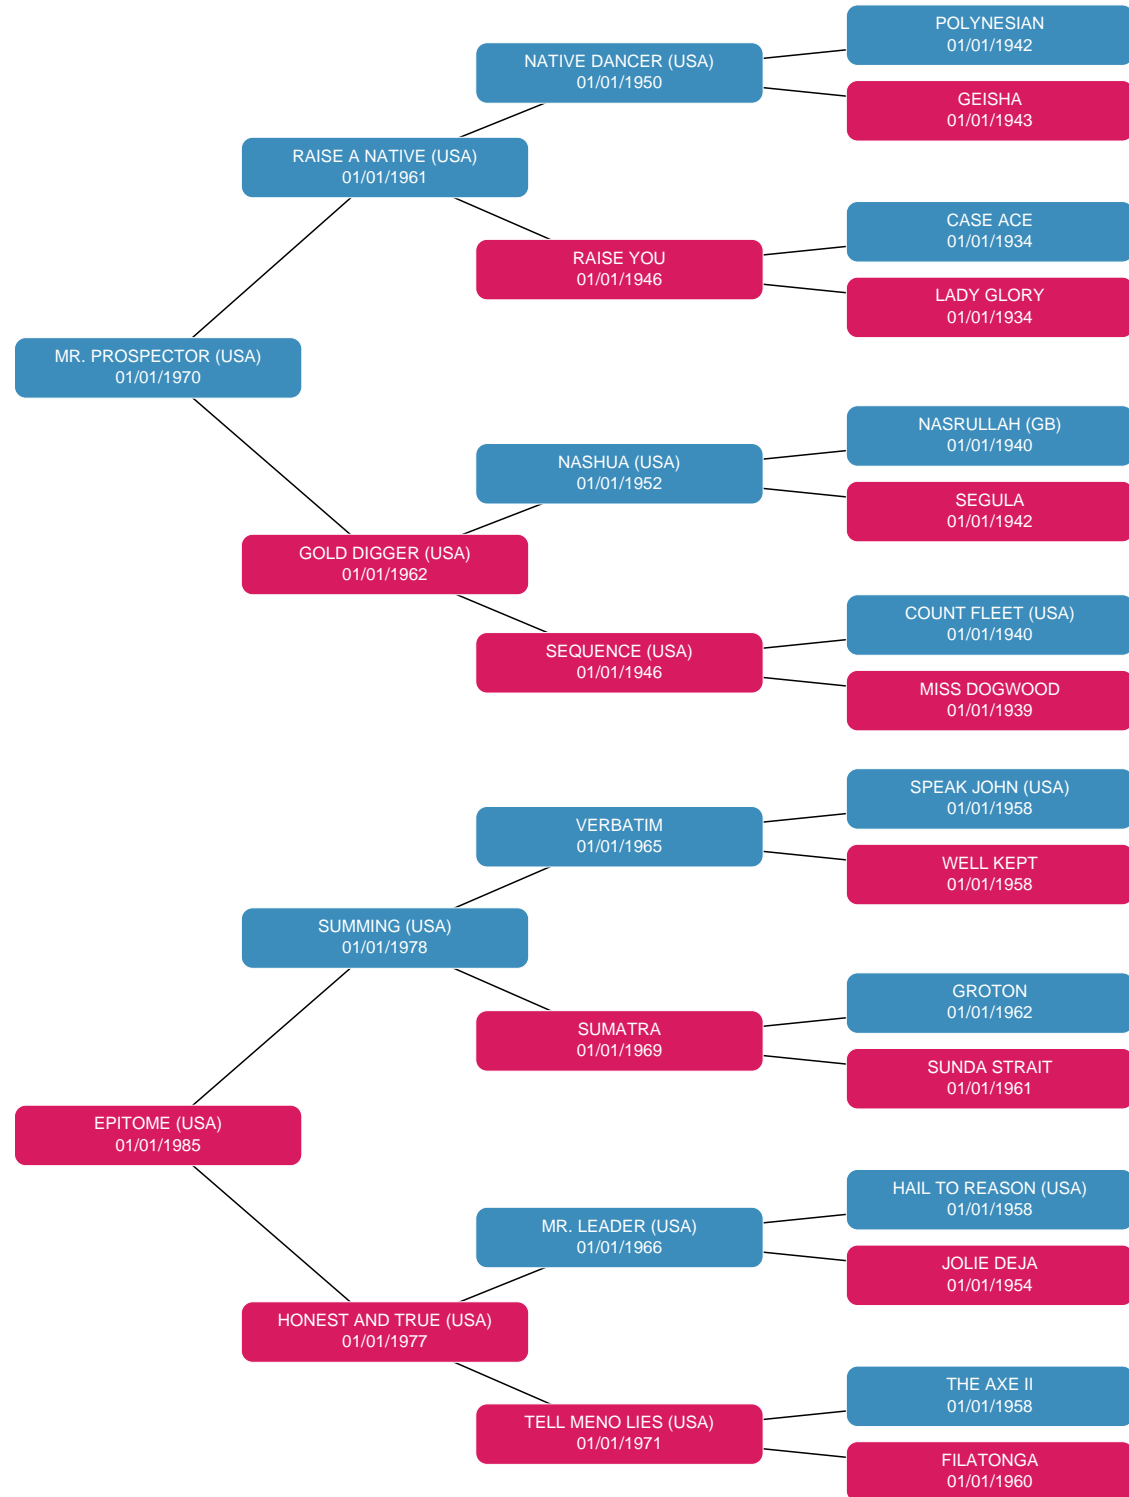 POLYNESIAN
01/01/1942
NATIVE DANCER (USA)
01/01/1950
GEISHA
01/01/1943
RAISE A NATIVE (USA)
01/01/1961
CASE ACE
01/01/1934
RAISE YOU
01/01/1946
LADY GLORY
01/01/1934
MR. PROSPECTOR (USA)
01/01/1970
NASRULLAH (GB)
01/01/1940
NASHUA (USA)
01/01/1952
SEGULA
01/01/1942
GOLD DIGGER (USA)
01/01/1962
COUNT FLEET (USA)
01/01/1940
SEQUENCE (USA)
01/01/1946
MISS DOGWOOD
01/01/1939
SPEAK JOHN (USA)
01/01/1958
VERBATIM
01/01/1965
WELL KEPT
01/01/1958
SUMMING (USA)
01/01/1978
GROTON
01/01/1962
SUMATRA
01/01/1969
SUNDA STRAIT
01/01/1961
EPITOME (USA)
01/01/1985
HAIL TO REASON (USA)
01/01/1958
MR. LEADER (USA)
01/01/1966
JOLIE DEJA
01/01/1954
HONEST AND TRUE (USA)
01/01/1977
THE AXE II
01/01/1958
TELL MENO LIES (USA)
01/01/1971
FILATONGA
01/01/1960